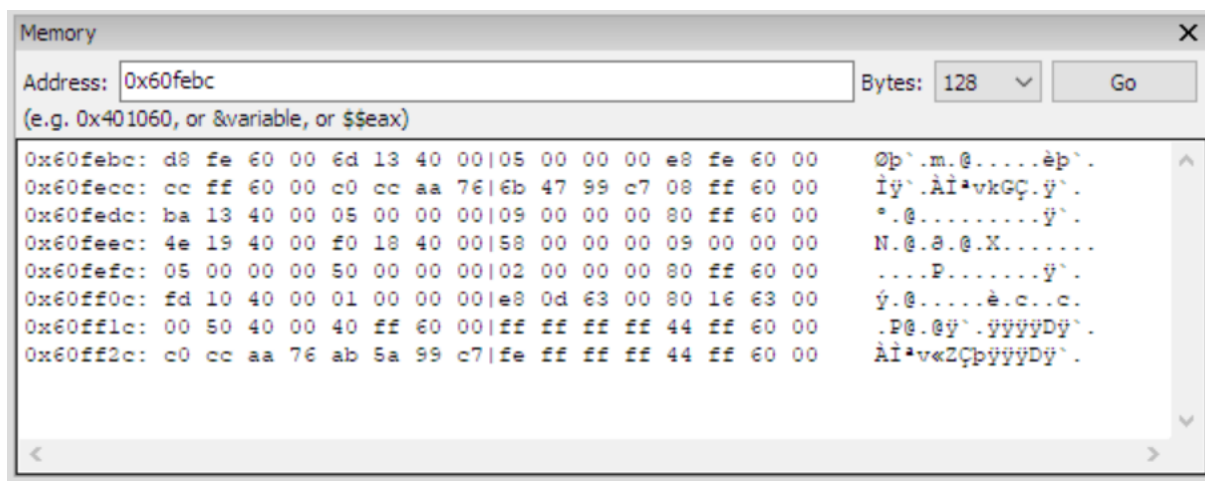 Memory
Address: 0x60febc Bytes: 128 Go
(e.g. 0x401060, or &variable, or $$eax)
0x60febc: d8 fe 60 00 6d 13 40 00|05 00 00 00 e8 fe 60 00 Øþ`.m.@.....èþ`.
0x60fecc: cc ff 60 00 c0 cc aa 76|6b 47 99 c7 08 ff 60 00 Ìÿ`.ÀÌªvkGÇ.ÿ`.
0x60fedc: ba 13 40 00 05 00 00 00|09 00 00 00 80 ff 60 00 º.@.........ÿ`.
0x60feec: 4e 19 40 00 f0 18 40 00|58 00 00 00 09 00 00 00 N.@.ð.@.X.......
0x60fefc: 05 00 00 00 50 00 00 00|02 00 00 00 80 ff 60 00 ....P.......ÿ`.
0x60ff0c: fd 10 40 00 01 00 00 00|e8 0d 63 00 80 16 63 00 ý.@.....è.c..c.
0x60ff1c: 00 50 40 00 40 ff 60 00|ff ff ff ff 44 ff 60 00 .P@.@ÿ`.ÿÿÿÿDÿ`.
0x60ff2c: c0 cc aa 76 ab 5a 99 c7|fe ff ff ff 44 ff 60 00 ÀÌªv«ZÇþÿÿÿDÿ`.